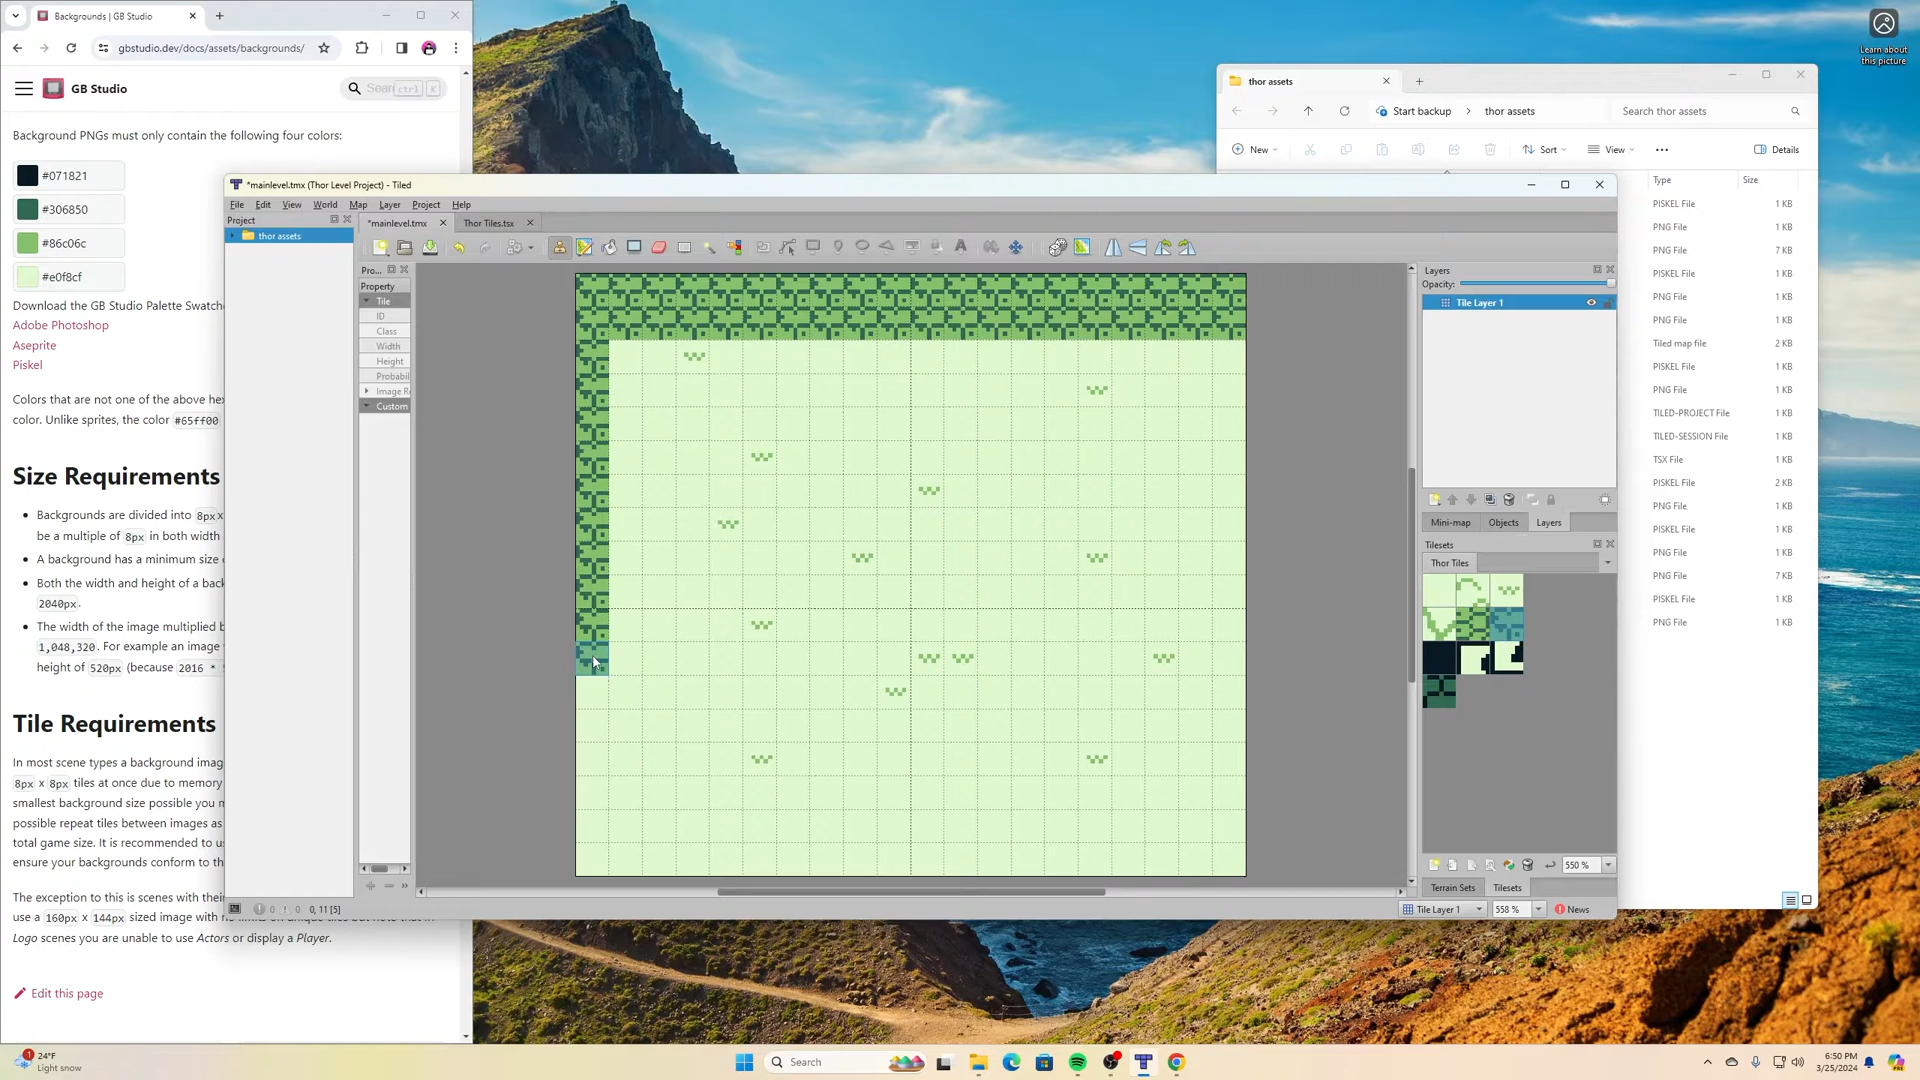 Backgrounds | GB Studio
gbstudio.dev/docs/assets/backgrounds/
GB Studio
Sear ctrl K
Background PNGs must only contain the following four colors:
#071821
#306850
#86c06c
#e0f8cf
Download the GB Studio Palette Swatche
Adobe Photoshop
Aseprite
Piskel
Colors that are not one of the above hex
color. Unlike sprites, the color #65ff00
Size Requirements
Backgrounds are divided into 8px x
be a multiple of 8px in both width
A background has a minimum size
Both the width and height of a back
2040px.
The width of the image multiplied b
1,048,320. For example an image
height of 520px (because 2016 *
Tile Requirements
In most scene types a background imag
8px x 8px tiles at once due to memory
smallest background size possible you m
possible repeat tiles between images as
total game size. It is recommended to us
ensure your backgrounds conform to th
The exception to this is scenes with their
use a 160px x 144px sized image with no
Logo scenes you are unable to use Actors or display a Player.
Edit this page
*mainlevel.tmx (Thor Level Project) - Tiled
File Edit View World Map Layer Project Help
Project
thor assets
*mainlevel.tmx
Thor Tiles.tsx
Pro...
Property
Tile
ID
Class
Width
Height
Probabil
Image R
Custom
Layers
Opacity:
Tile Layer 1
Mini-map Objects Layers
Tilesets
Thor Tiles
550 %
Terrain Sets Tilesets
0 0 0, 11 [5]
Tile Layer 1
558 %
News
thor assets
Start backup > thor assets
Search thor assets
New
Sort
View
Details
Type Size
PISKEL File 1 KB
PNG File 1 KB
PNG File 7 KB
PISKEL File 1 KB
PNG File 1 KB
PNG File 1 KB
Tiled map file 2 KB
PISKEL File 1 KB
PNG File 1 KB
TILED-PROJECT File 1 KB
TILED-SESSION File 1 KB
TSX File 1 KB
PISKEL File 2 KB
PNG File 1 KB
PISKEL File 1 KB
PNG File 1 KB
PNG File 7 KB
PISKEL File 1 KB
PNG File 1 KB
Learn about
this picture
1
24°F
Light snow
Search
6:50 PM
3/25/2024